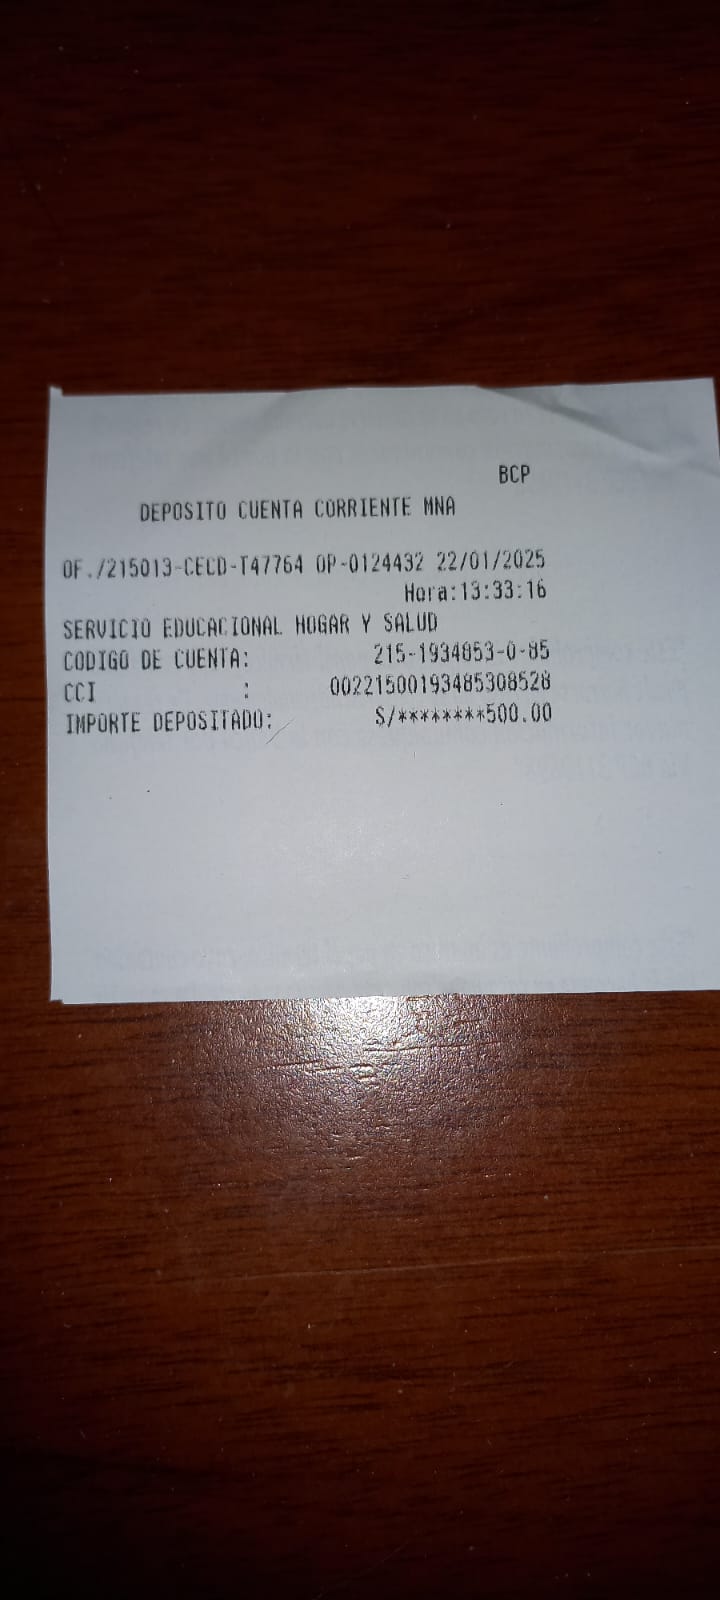 BCP
DEPOSITO CUENTA CORRIENTE MNA
OF./215013-CECD-T47764 OP-0124432 22/01/2025
Hora:13:33:16
SERVICIO EDUCACIONAL HOGAR Y SALUD
CODIGO DE CUENTA: 215-1934853-0-85
CCI : 00221500193485308528
IMPORTE DEPOSITADO: S/********500.00